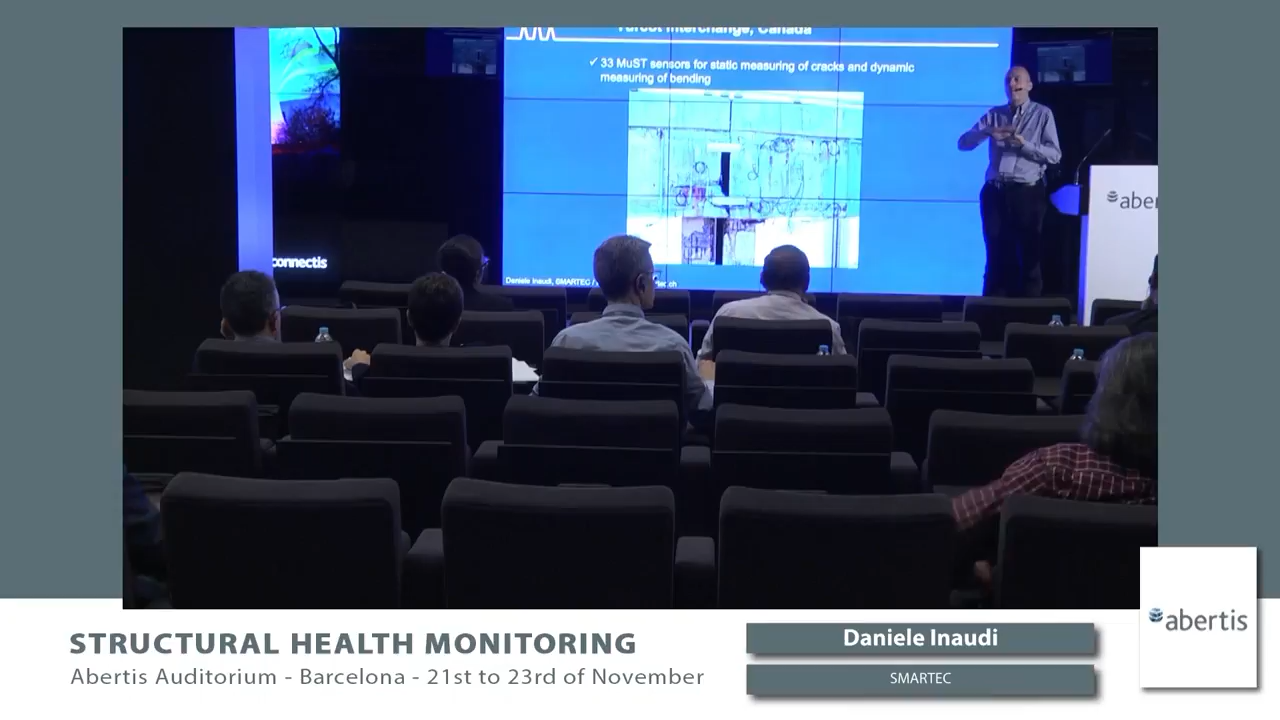 Interchange, Canada
✓ 33 MuST sensors for static measuring of cracks and dynamic
measuring of bending
Daniele Inaudi, SMARTEC /
connectis
STRUCTURAL HEALTH MONITORING
Abertis Auditorium - Barcelona - 21st to 23rd of November
Daniele Inaudi
SMARTEC
abertis